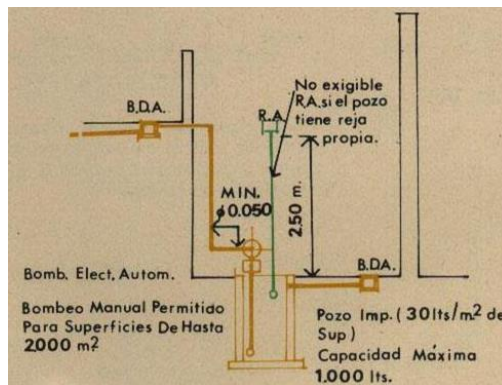 No exigible
R.A. si el pozo
tiene reja
propia.
B.D.A.
R.A.
MIN.
ø 0.050
2.50 m.
B.D.A.
Bomb. Elect. Autom.
Bombeo Manual Permitido
Para Superficies De Hasta
2000 m²
Pozo Imp. ( 30 lts/m² de
Sup )
Capacidad Máxima
1.000 lts.